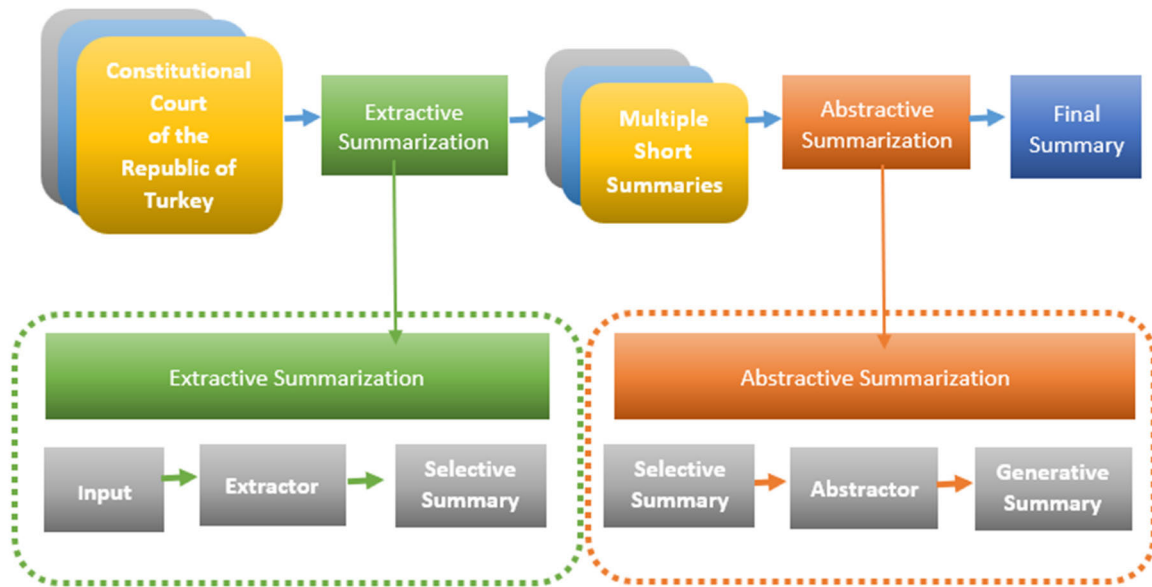 Constitutional
Court
of the
Republic of
Turkey
Extractive
Summarization
Multiple
Short
Summaries
Abstractive
Summarization
Final
Summary
Extractive Summarization
Input
Extractor
Selective
Summary
Abstractive Summarization
Selective
Summary
Abstractor
Generative
Summary